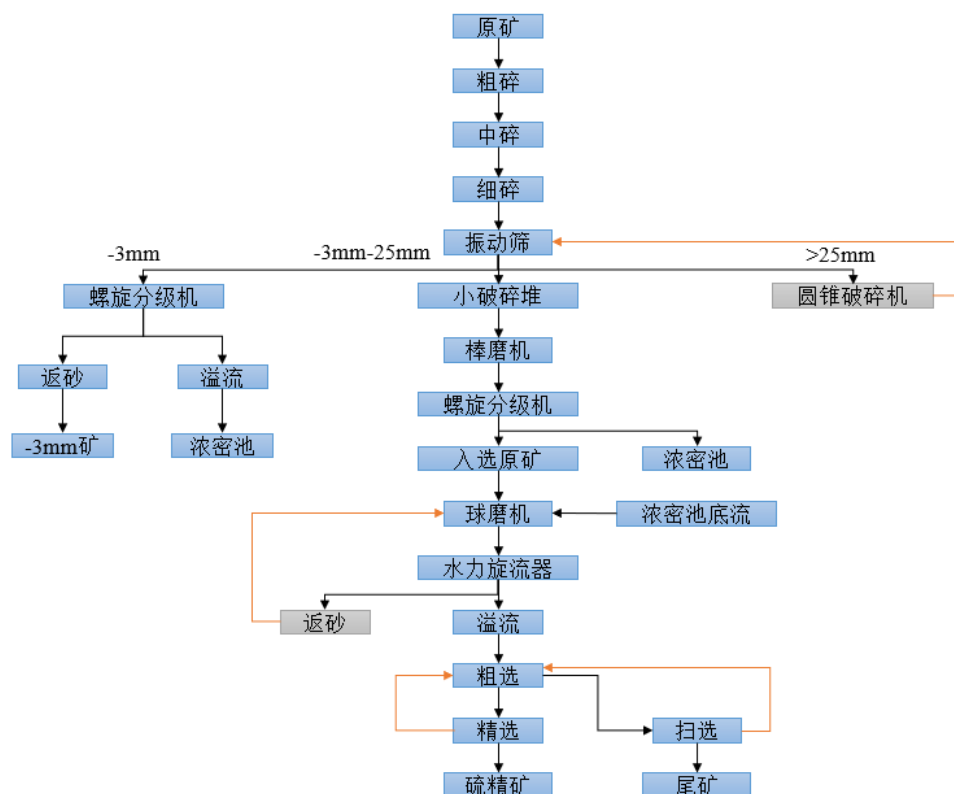 原矿
粗碎
中碎
细碎
振动筛
-3mm
-3mm-25mm
>25mm
螺旋分级机
小破碎堆
圆锥破碎机
棒磨机
返砂
溢流
螺旋分级机
-3mm矿
浓密池
入选原矿
浓密池
球磨机
浓密池底流
水力旋流器
返砂
溢流
粗选
精选
扫选
硫精矿
尾矿